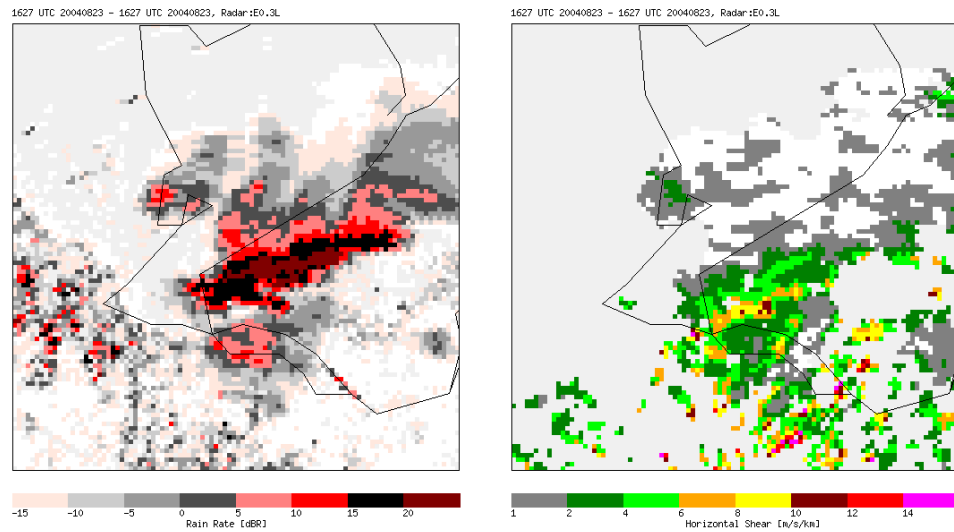 1627 UTC 20040823 - 1627 UTC 20040823, Radar:E0.3L
1627 UTC 20040823 - 1627 UTC 20040823, Radar:E0.3L
-15 -10 -5 0 5 10 15 20
Rain Rate [dBR]
1 2 4 6 8 10 12 14
Horizontal Shear [m/s/km]